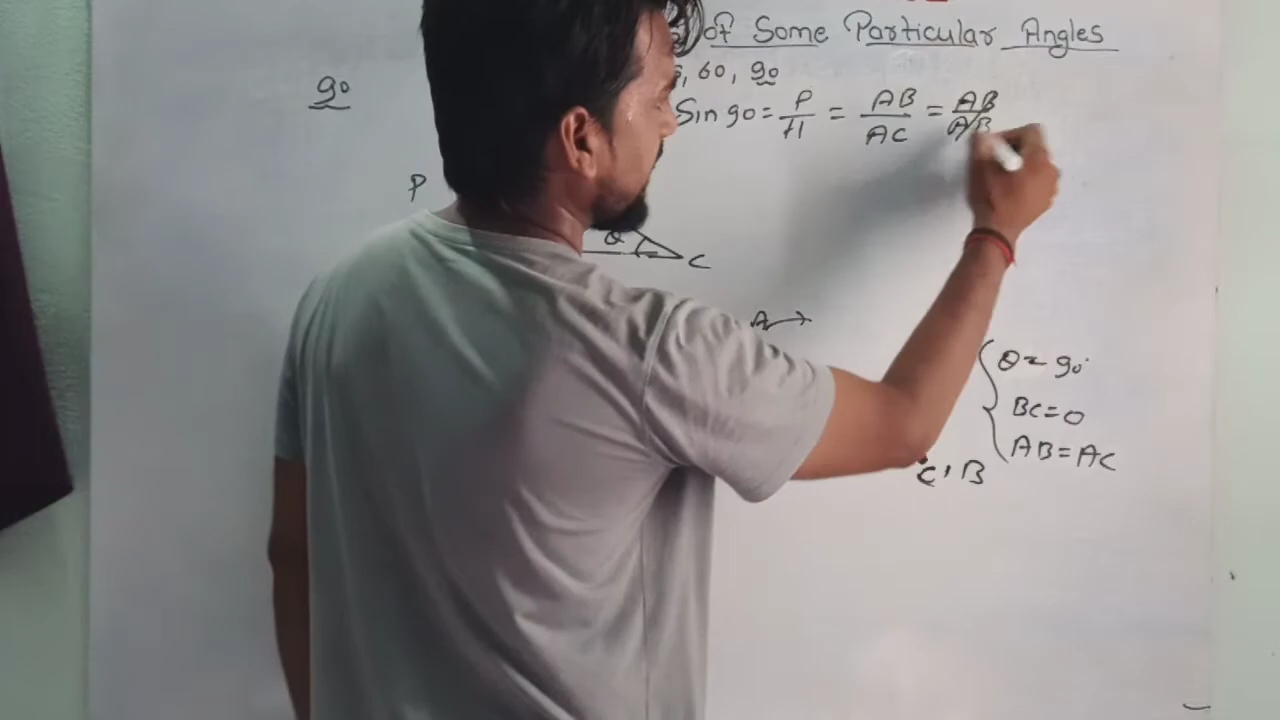 of Some Particular Angles
, 60, 90
90
Sin 90 = P/H = AB/AC = AB/AB
P
θ
C
A
θ = 90°
BC = 0
AB = AC
C, B